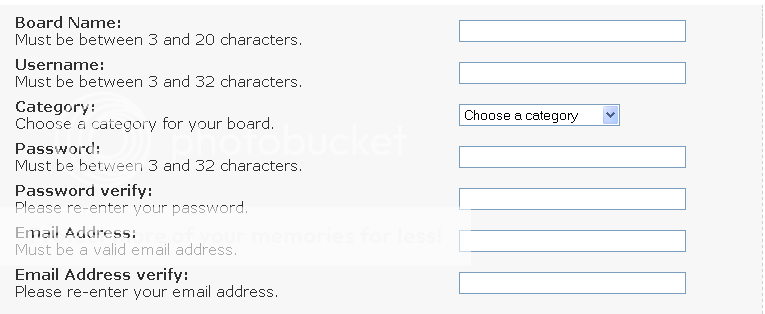 Board Name:
Must be between 3 and 20 characters.
Username:
Must be between 3 and 32 characters.
Category:
Choose a category for your board.
Choose a category
Password:
Must be between 3 and 32 characters.
photobucket
Password verify:
Please re-enter your password.
Email Address:
Must be a valid email address.
of your memories for less!
Email Address verify:
Please re-enter your email address.